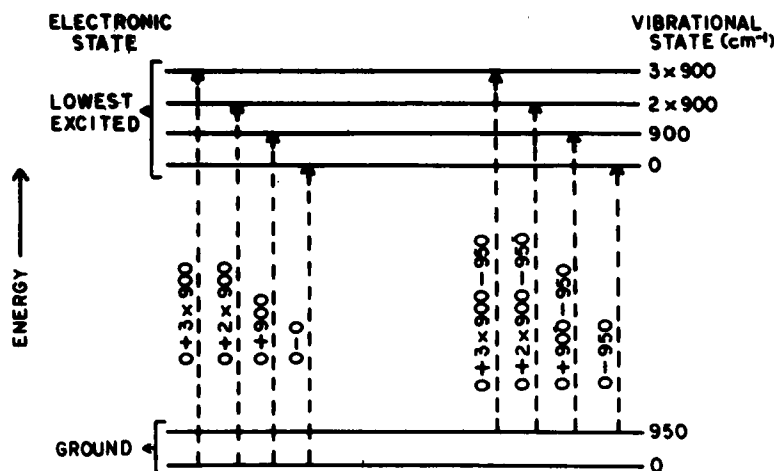 ELECTRONIC
STATE
VIBRATIONAL
STATE (cm⁻¹)
LOWEST
EXCITED
3×900
2×900
900
0
ENERGY
0+3×900
0+2×900
0+900
0-0
0+3×900-950
0+2×900-950
0+900-950
0-950
GROUND
950
0